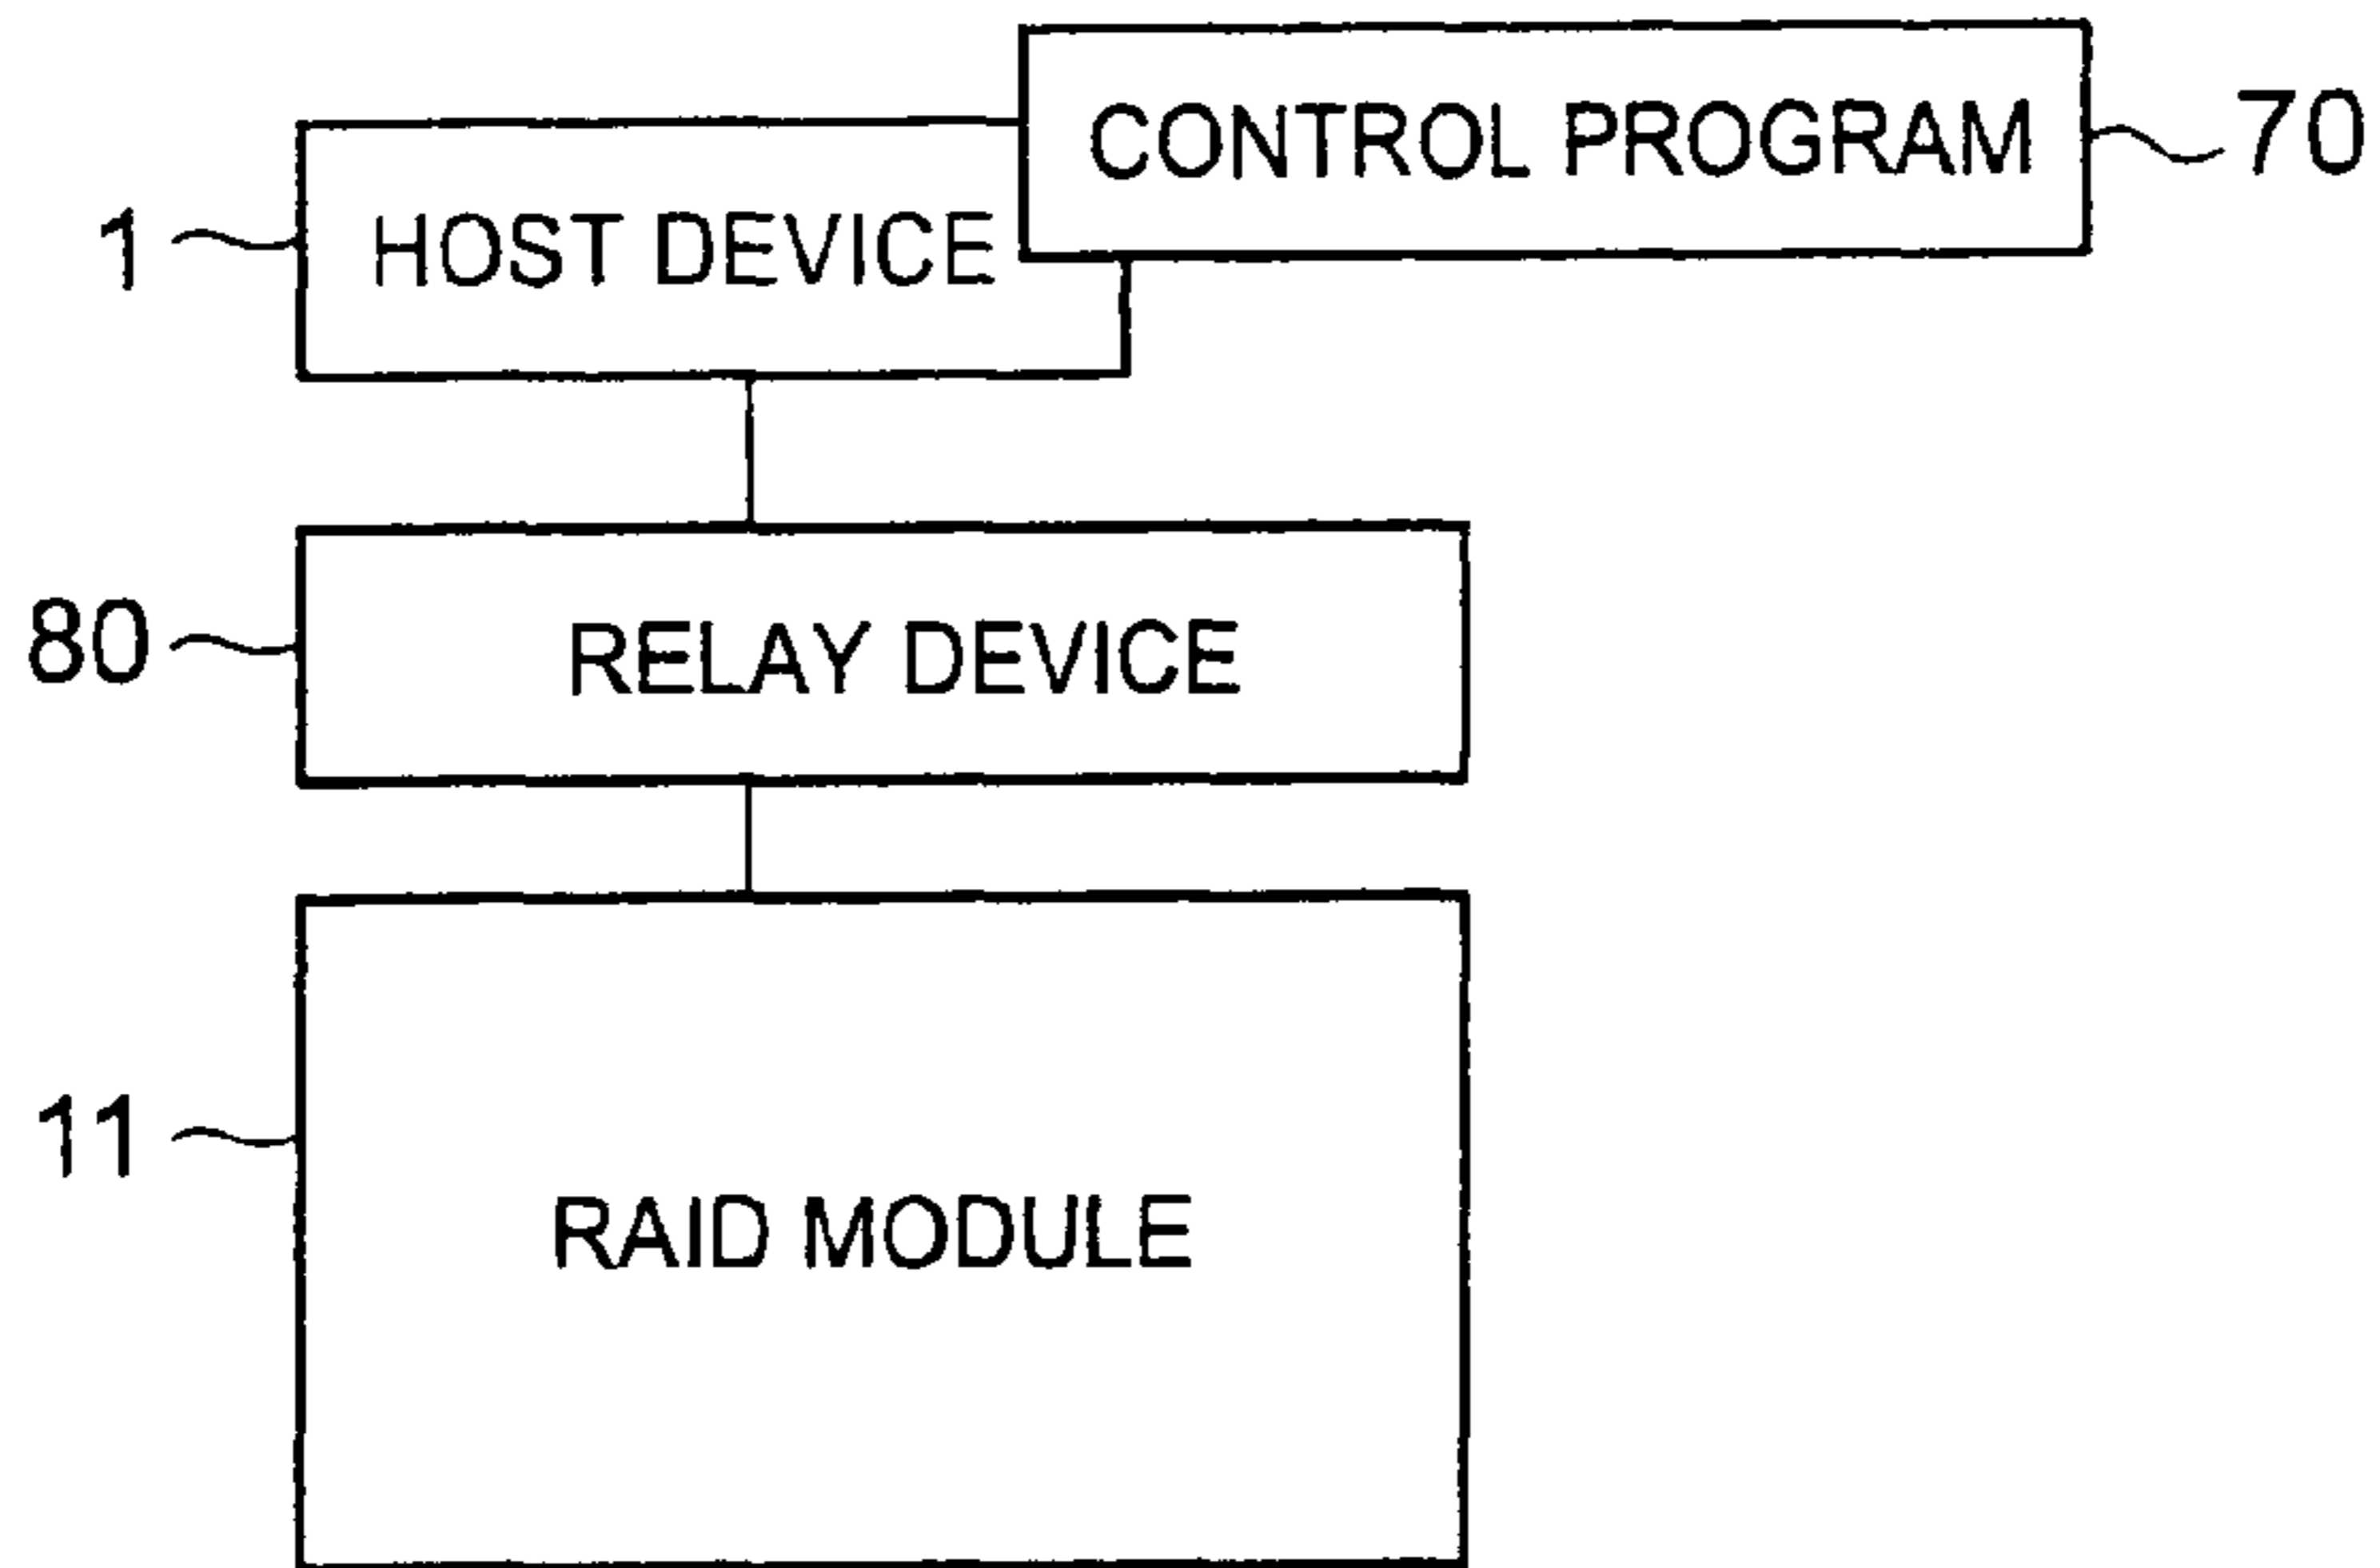 CONTROL PROGRAM
70
1
HOST DEVICE
80
RELAY DEVICE
11
RAID MODULE